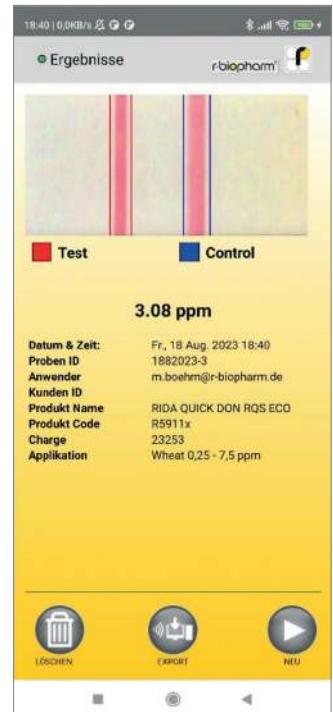 18:40 | 0,0KB/s
Ergebnisse
r-biopharm
Test Control
3.08 ppm
Datum & Zeit: Fr., 18 Aug. 2023 18:40
Proben ID 1882023-3
Anwender m.boehm@r-biopharm.de
Kunden ID
Produkt Name RIDA QUICK DON RQS ECO
Produkt Code R5911x
Charge 23253
Applikation Wheat 0,25 - 7,5 ppm
LÖSCHEN EXPORT NEU